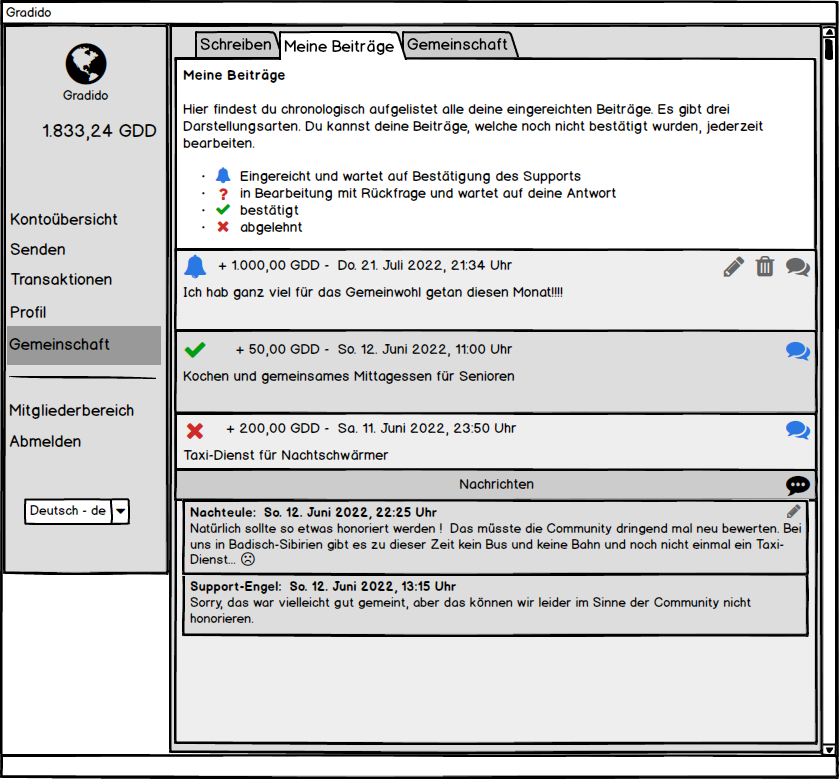 Gradido
Gradido
1.833,24 GDD
Kontoübersicht
Senden
Transaktionen
Profil
Gemeinschaft
Mitgliederbereich
Abmelden
Deutsch - de
Schreiben
Meine Beiträge
Gemeinschaft
Meine Beiträge
Hier findest du chronologisch aufgelistet alle deine eingereichten Beiträge. Es gibt drei
Darstellungsarten. Du kannst deine Beiträge, welche noch nicht bestätigt wurden, jederzeit
bearbeiten.
· Eingereicht und wartet auf Bestätigung des Supports
· ? in Bearbeitung mit Rückfrage und wartet auf deine Antwort
· bestätigt
· abgelehnt
+ 1.000,00 GDD - Do. 21. Juli 2022, 21:34 Uhr
Ich hab ganz viel für das Gemeinwohl getan diesen Monat!!!!
+ 50,00 GDD - So. 12. Juni 2022, 11:00 Uhr
Kochen und gemeinsames Mittagessen für Senioren
+ 200,00 GDD - Sa. 11. Juni 2022, 23:50 Uhr
Taxi-Dienst für Nachtschwärmer
Nachrichten
Nachteule: So. 12. Juni 2022, 22:25 Uhr
Natürlich sollte so etwas honoriert werden ! Das müsste die Community dringend mal neu bewerten. Bei
uns in Badisch-Sibirien gibt es zu dieser Zeit kein Bus und keine Bahn und noch nicht einmal ein Taxi-
Dienst... ☹
Support-Engel: So. 12. Juni 2022, 13:15 Uhr
Sorry, das war vielleicht gut gemeint, aber das können wir leider im Sinne der Community nicht
honorieren.